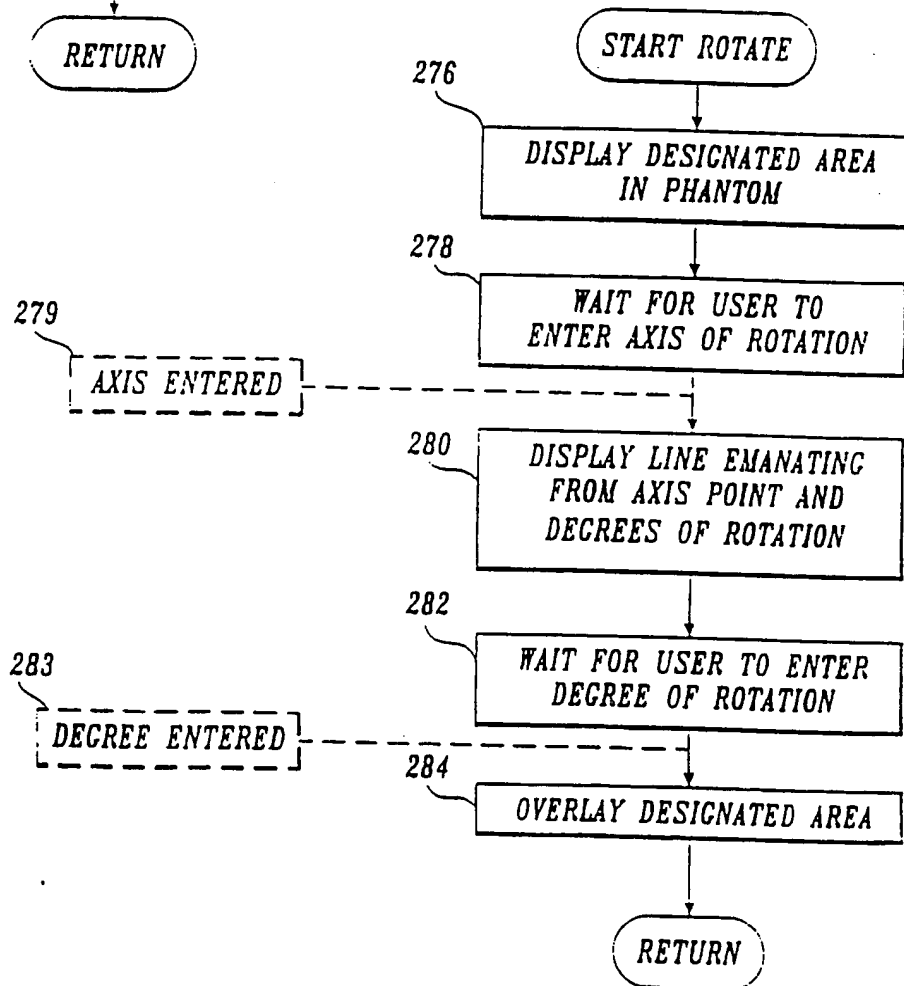 RETURN
START ROTATE
276
DISPLAY DESIGNATED AREA
IN PHANTOM
278
WAIT FOR USER TO
ENTER AXIS OF ROTATION
279
AXIS ENTERED
280
DISPLAY LINE EMANATING
FROM AXIS POINT AND
DEGREES OF ROTATION
282
WAIT FOR USER TO ENTER
DEGREE OF ROTATION
283
DEGREE ENTERED
284
OVERLAY DESIGNATED AREA
RETURN